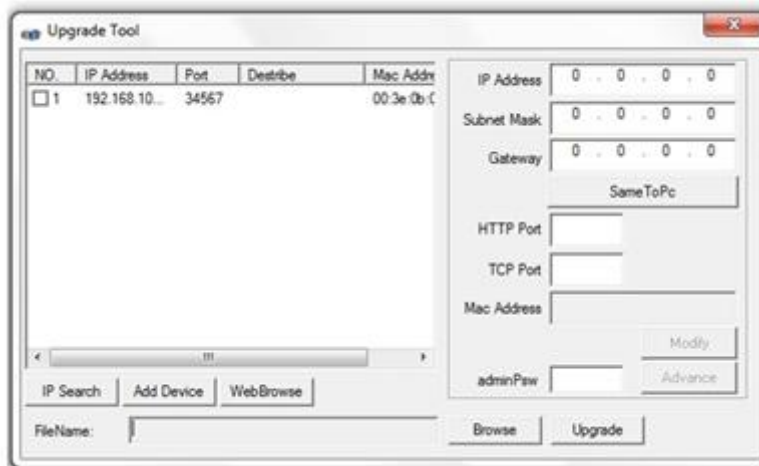 Upgrade Tool
NO. IP Address Port Destribe Mac Addre
1 192.168.10... 34567 00:3e:0b:0
IP Address 0 . 0 . 0 . 0
Subnet Mask 0 . 0 . 0 . 0
Gateway 0 . 0 . 0 . 0
SameToPc
HTTP Port
TCP Port
Mac Address
Modify
IP Search Add Device WebBrowse
adminPsw Advance
FileName: Browse Upgrade